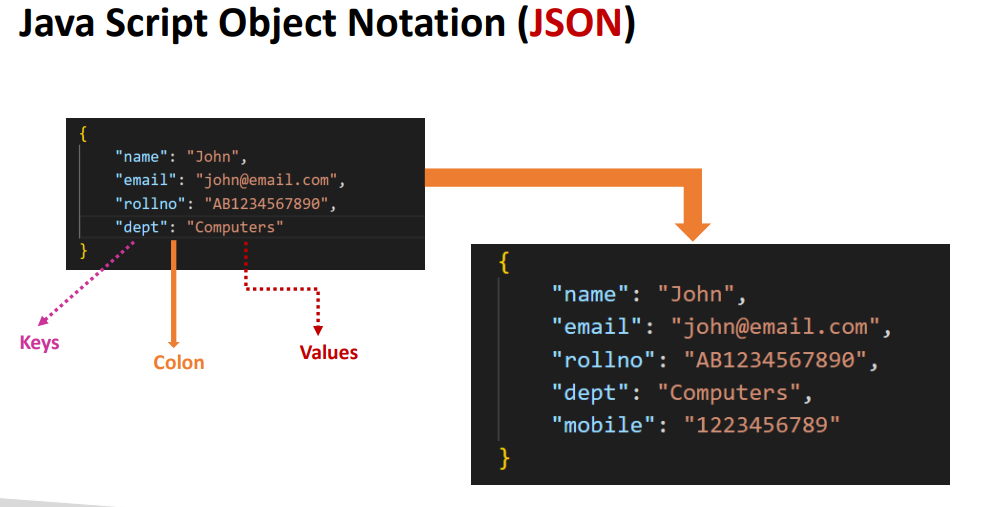 Java Script Object Notation (JSON)
{
"name": "John",
"email": "john@email.com",
"rollno": "AB1234567890",
"dept": "Computers"
}
Keys
Colon
Values
{
"name": "John",
"email": "john@email.com",
"rollno": "AB1234567890",
"dept": "Computers",
"mobile": "1223456789"
}